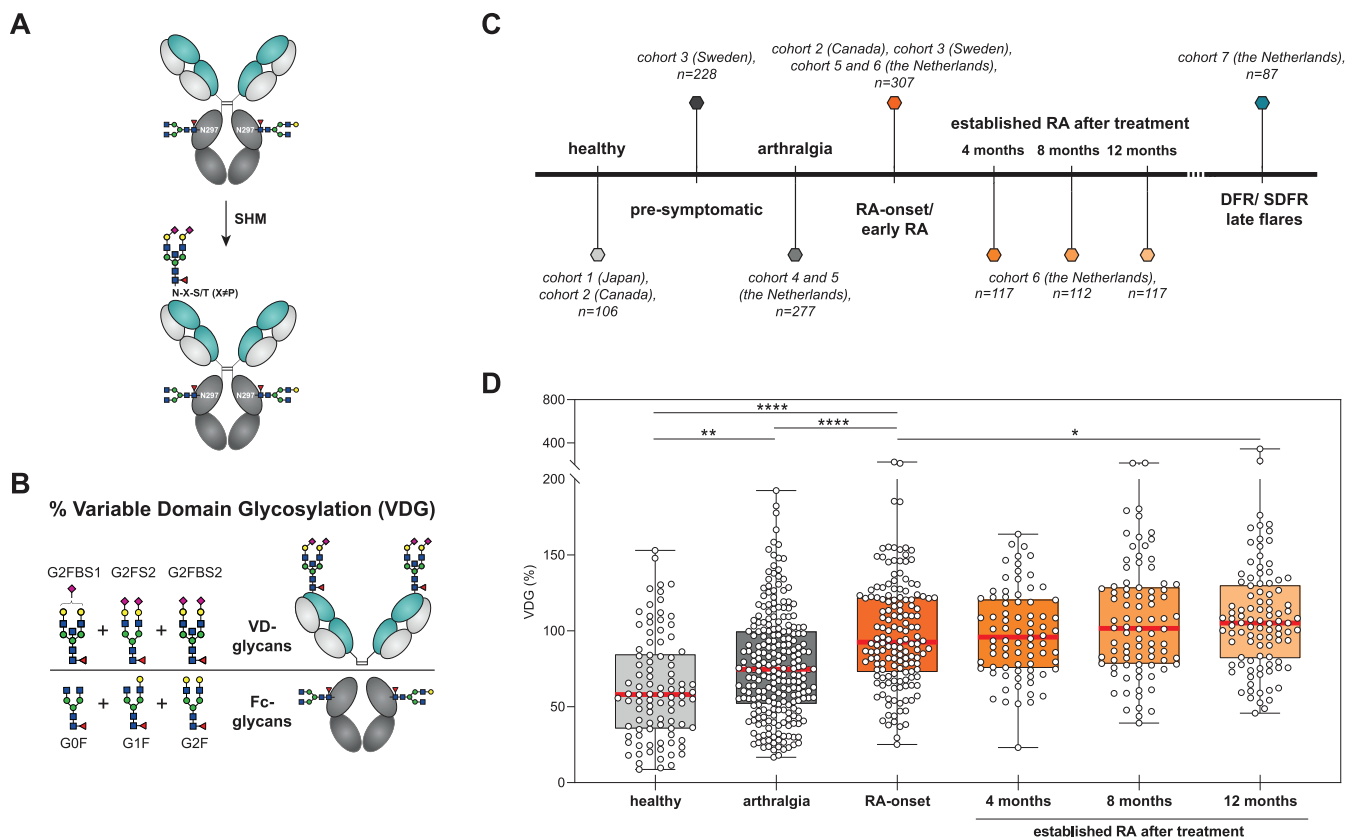 A
N297
N297
SHM
N-X-S/T (X≠P)
N297
N297
B
% Variable Domain Glycosylation (VDG)
G2FBS1
G2FS2
G2FBS2
+
+
VD-
glycans
Fc-
glycans
+
+
G0F
G1F
G2F
C
cohort 3 (Sweden),
n=228
cohort 2 (Canada), cohort 3 (Sweden),
cohort 5 and 6 (the Netherlands),
n=307
cohort 7 (the Netherlands),
n=87
established RA after treatment
healthy
arthralgia
4 months
8 months
12 months
pre-symptomatic
RA-onset/
early RA
DFR/ SDFR
late flares
cohort 1 (Japan),
cohort 2 (Canada),
n=106
cohort 4 and 5
(the Netherlands),
n=277
cohort 6 (the Netherlands),
n=117
n=112
n=117
D
VDG (%)
800
400
200
150
100
50
0
****
**
****
*
healthy
arthralgia
RA-onset
4 months
8 months
12 months
established RA after treatment